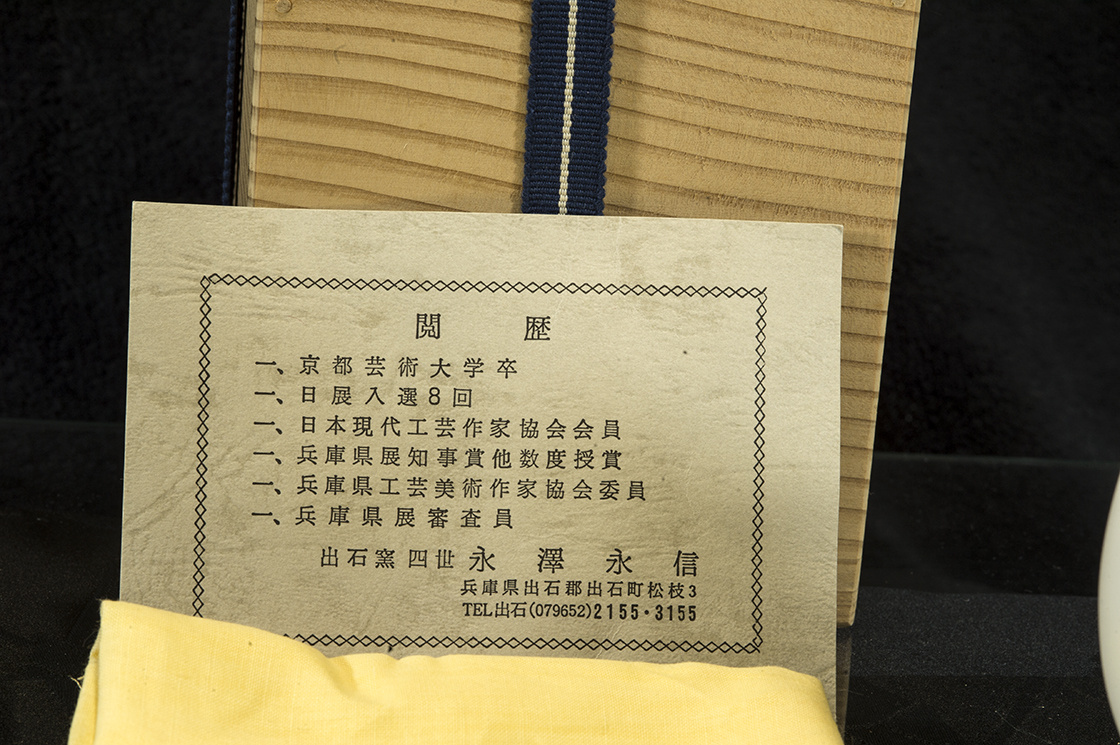 閲歴
一、京都芸術大学卒
一、日展入選8回
一、日本現代工芸作家協会会員
一、兵庫県展知事賞他数度授賞
一、兵庫県工芸美術作家協会委員
一、兵庫県展審査員
出石窯四世 永澤永信
兵庫県出石郡出石町松枝3
TEL出石(079652)2155・3155